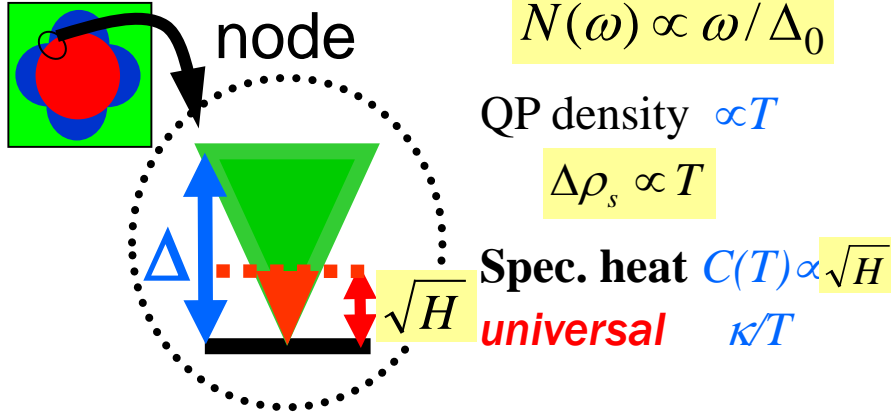 node
N(ω) ∝ ω/Δ₀
QP density ∝T
Δρₛ ∝ T
Δ
√H
Spec. heat C(T)∝√H
universal κ/T